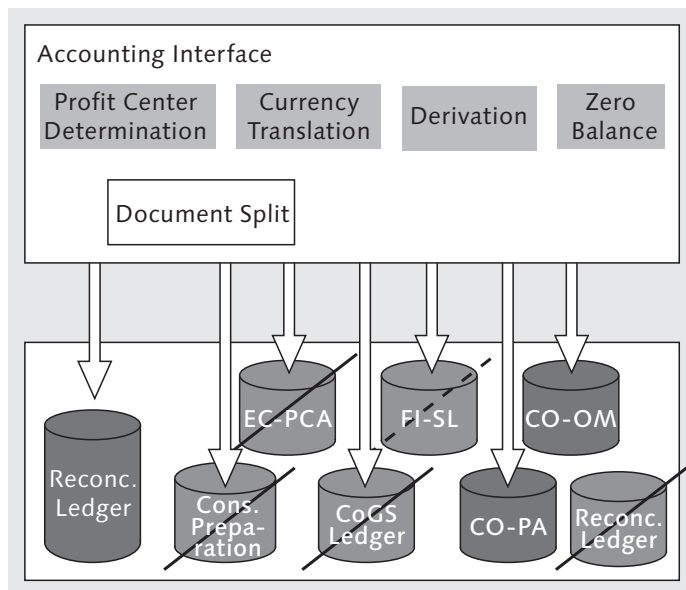 Accounting Interface
Profit Center
Determination
Currency
Translation
Derivation
Zero
Balance
Document Split
EC-PCA
FI-SL
CO-OM
Reconc.
Ledger
Cons.
Prepa-
ration
CoGS
Ledger
CO-PA
Reconc.
Ledger